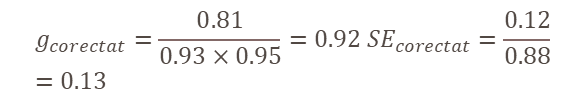 g_corectat = 0.81 / 0.93 × 0.95 = 0.92 SE_corectat = 0.12 / 0.88
= 0.13